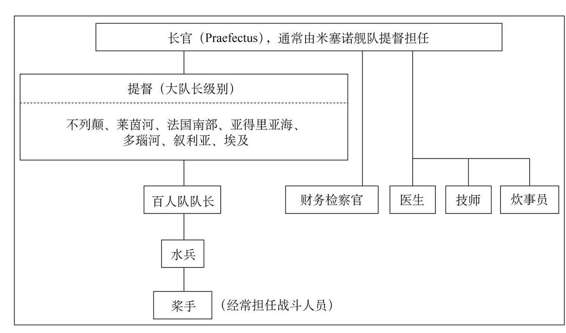 长官（Praefectus），通常由米塞诺舰队提督担任
提督（大队长级别）
不列颠、莱茵河、法国南部、亚得里亚海、
多瑙河、叙利亚、埃及
百人队队长
财务检察官
医生
技师
炊事员
水兵
桨手
（经常担任战斗人员）